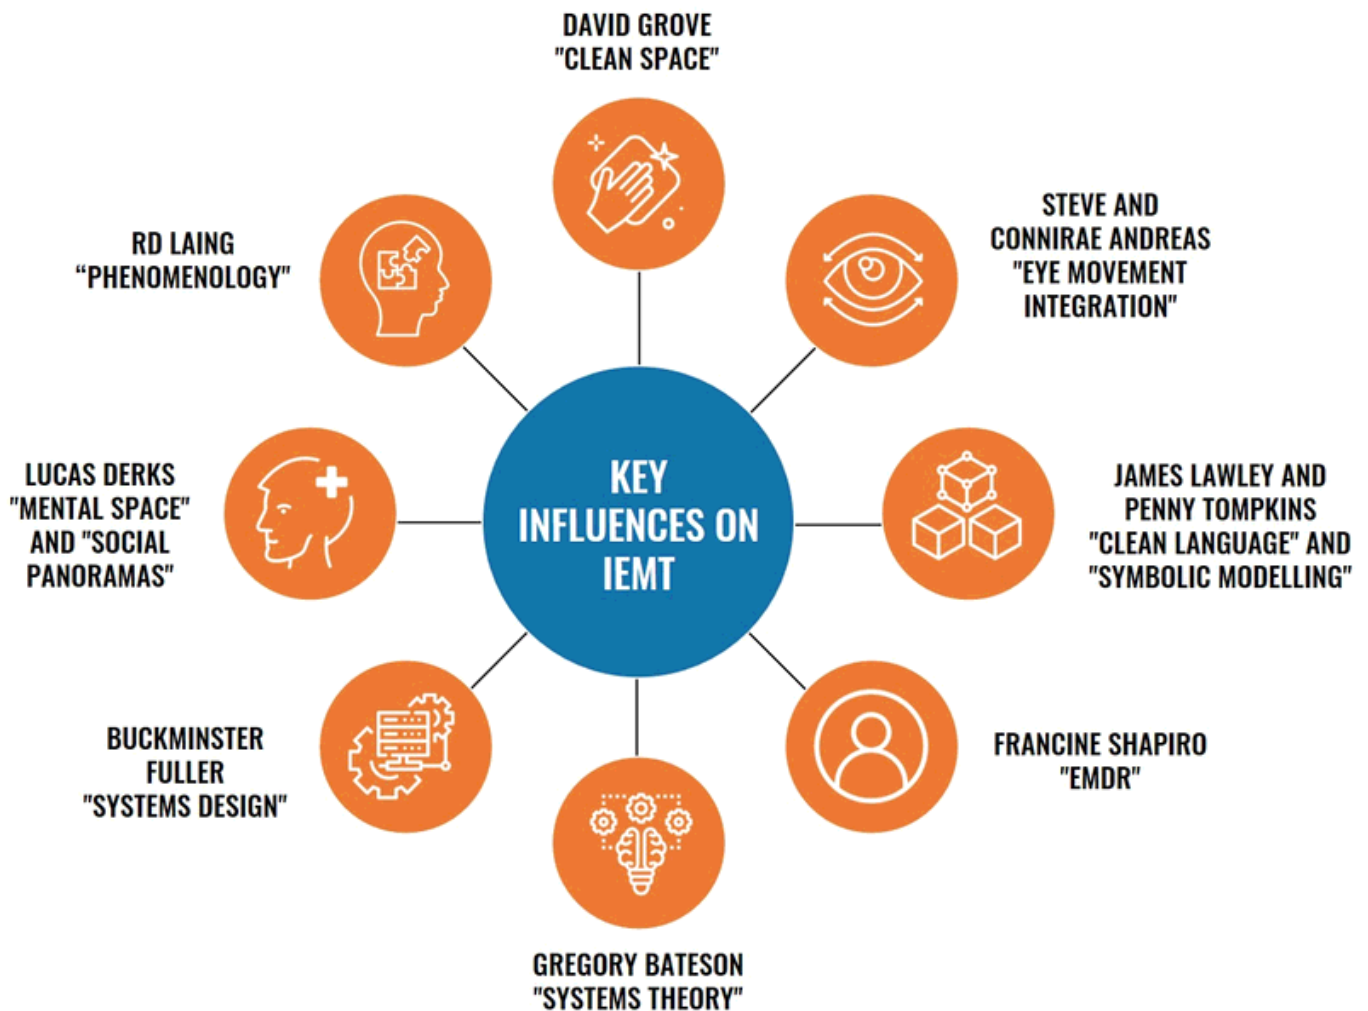 DAVID GROVE
"CLEAN SPACE"
STEVE AND
CONNIRAE ANDREAS
"EYE MOVEMENT
INTEGRATION"
RD LAING
“PHENOMENOLOGY"
KEY
INFLUENCES ON
IEMT
LUCAS DERKS
"MENTAL SPACE"
AND "SOCIAL
PANORAMAS"
JAMES LAWLEY AND
PENNY TOMPKINS
"CLEAN LANGUAGE" AND
"SYMBOLIC MODELLING"
BUCKMINSTER
FULLER
"SYSTEMS DESIGN"
FRANCINE SHAPIRO
"EMDR"
GREGORY BATESON
"SYSTEMS THEORY"